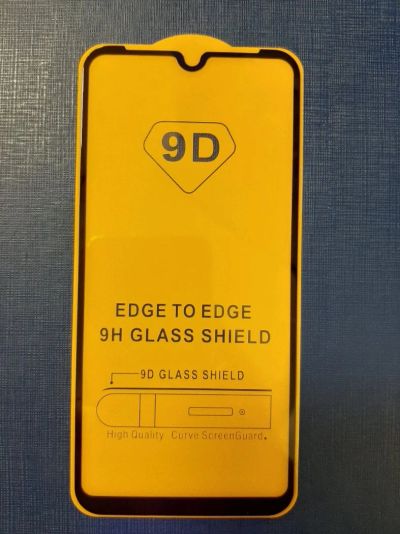 9D
EDGE TO EDGE
9H GLASS SHIELD
9D GLASS SHIELD
High Quality Curve ScreenGuard.